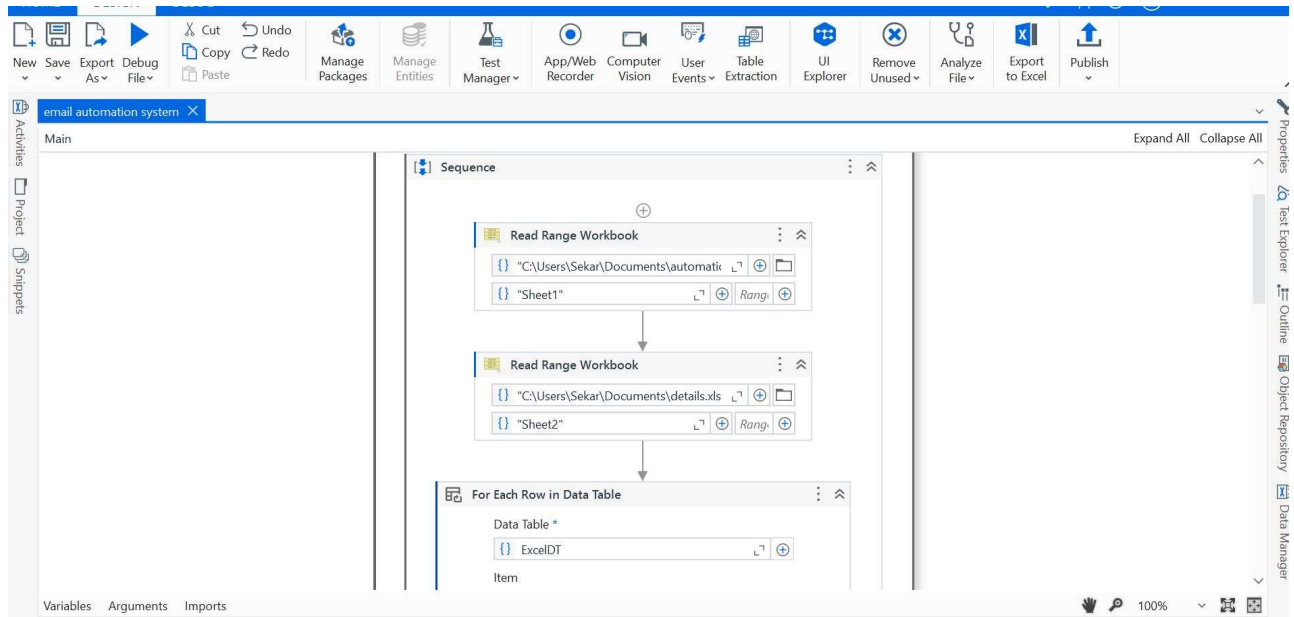 Cut
Undo
Copy
Redo
Paste
New Save Export As Debug File
Manage Packages
Manage Entities
Test Manager
App/Web Recorder
Computer Vision
User Events
Table Extraction
UI Explorer
Remove Unused
Analyze File
Export to Excel
Publish
email automation system
Main
Expand All Collapse All
Activities
Project
Snippets
Sequence
Read Range Workbook
"C:\Users\Sekar\Documents\automatic
"Sheet1"
Read Range Workbook
"C:\Users\Sekar\Documents\details.xls
"Sheet2"
For Each Row in Data Table
Data Table *
ExcelDT
Item
Properties
Test Explorer
Outline
Object Repository
Data Manager
Variables Arguments Imports
100%